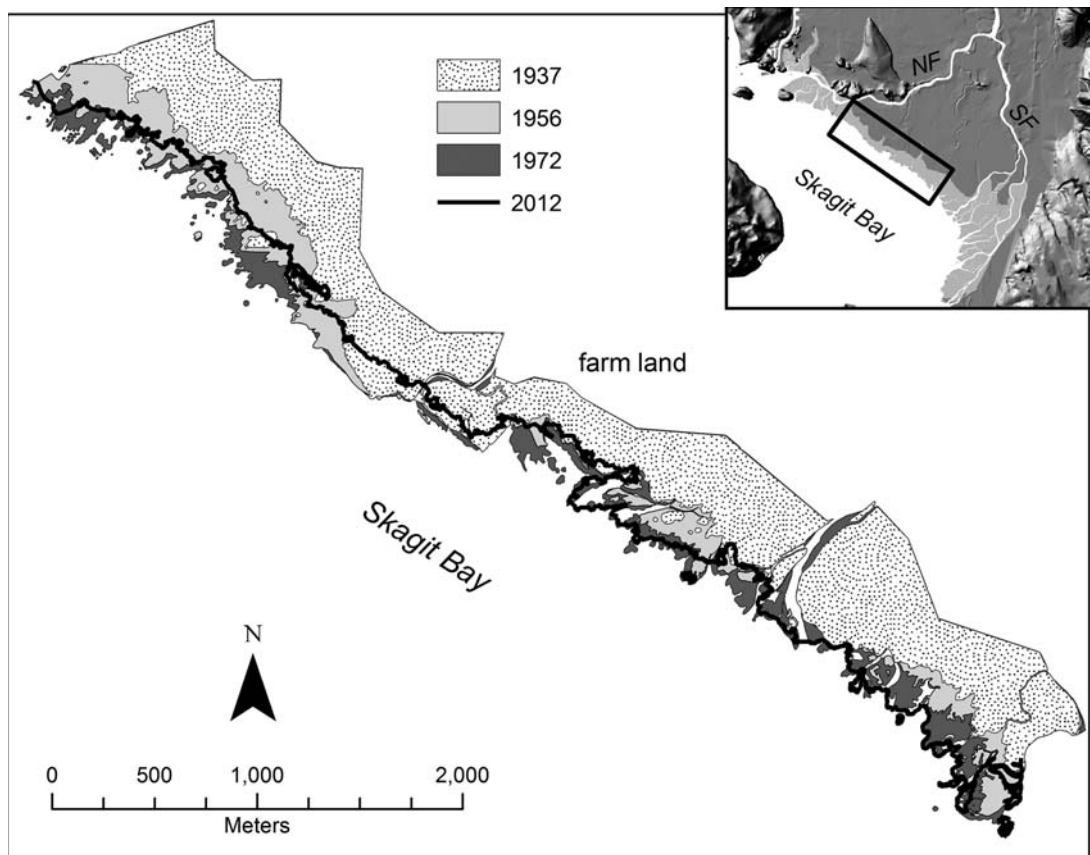 1937
1956
1972
2012
NF
SF
Skagit Bay
farm land
Skagit Bay
N
0 500 1,000 2,000
Meters